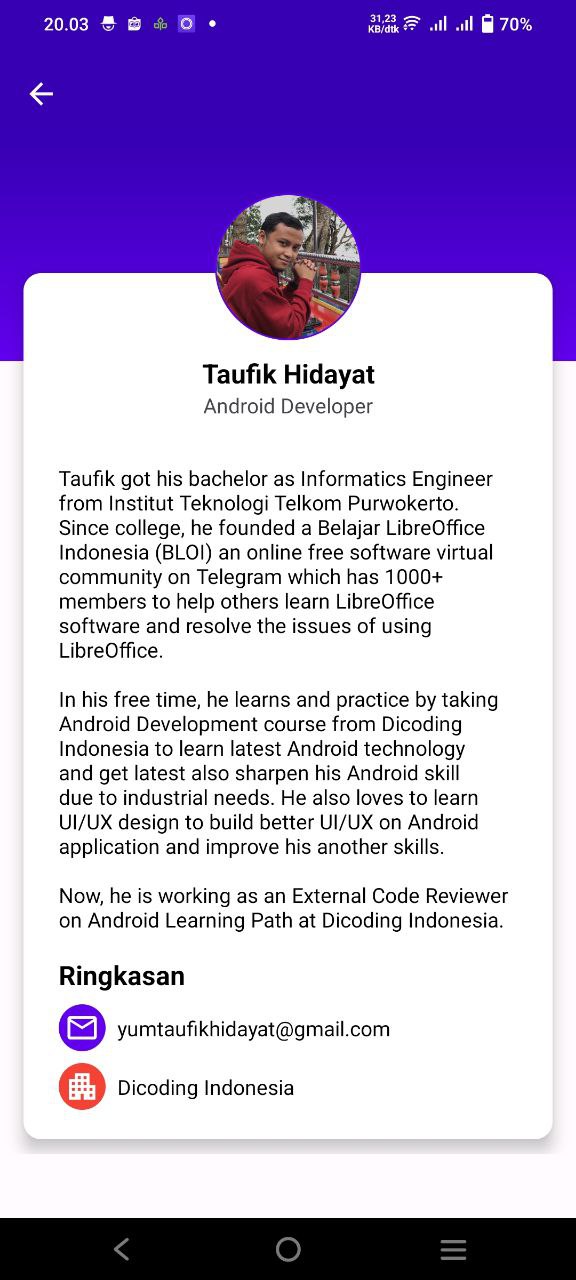 20.03
31,23
KB/dtk
70%
Taufik Hidayat
Android Developer
Taufik got his bachelor as Informatics Engineer
from Institut Teknologi Telkom Purwokerto.
Since college, he founded a Belajar LibreOffice
Indonesia (BLOI) an online free software virtual
community on Telegram which has 1000+
members to help others learn LibreOffice
software and resolve the issues of using
LibreOffice.
In his free time, he learns and practice by taking
Android Development course from Dicoding
Indonesia to learn latest Android technology
and get latest also sharpen his Android skill
due to industrial needs. He also loves to learn
UI/UX design to build better UI/UX on Android
application and improve his another skills.
Now, he is working as an External Code Reviewer
on Android Learning Path at Dicoding Indonesia.
Ringkasan
yumtaufikhidayat@gmail.com
Dicoding Indonesia